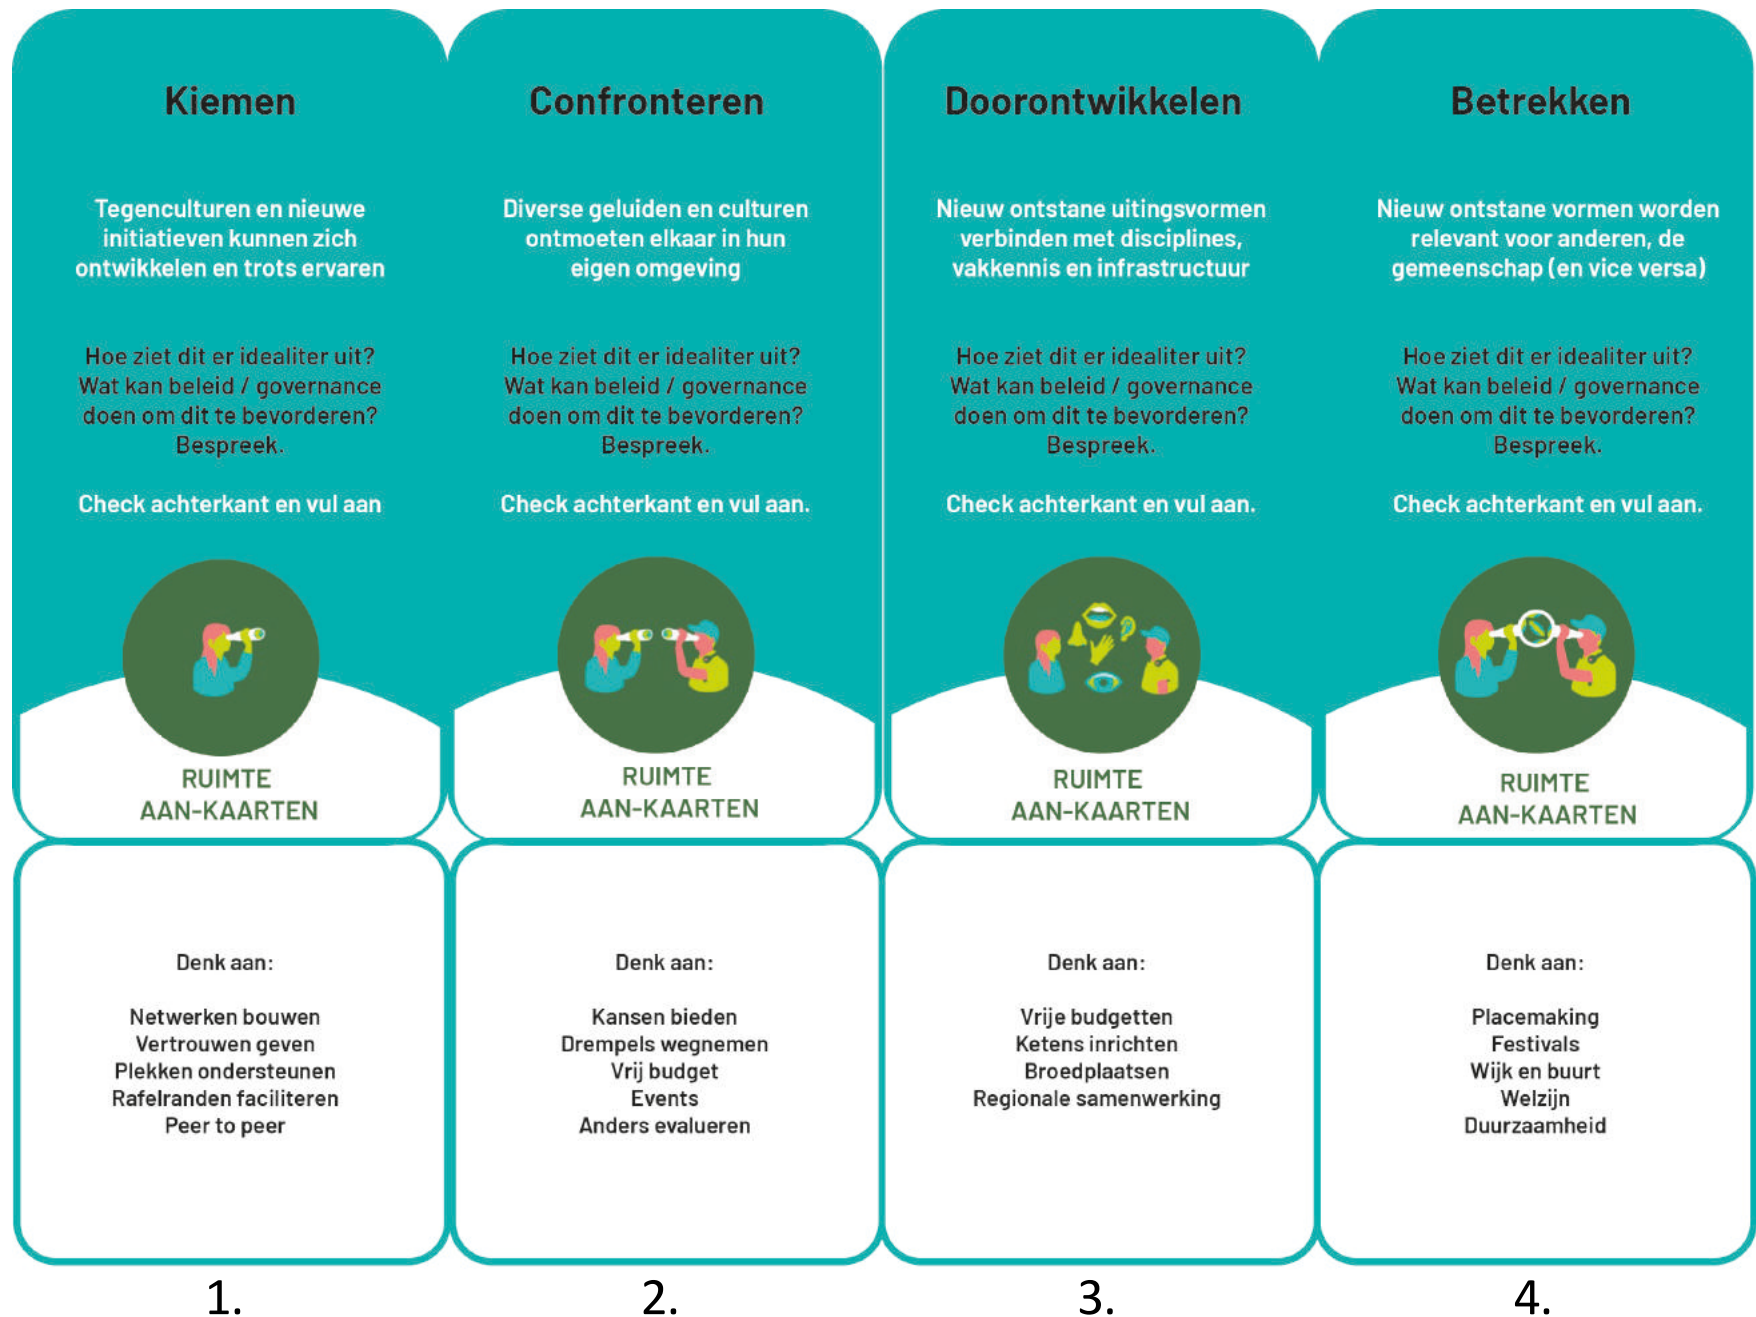 Kiemen
Tegenculturen en nieuwe
initiatieven kunnen zich
ontwikkelen en trots ervaren
Hoe ziet dit er idealiter uit?
Wat kan beleid / governance
doen om dit te bevorderen?
Bespreek.
Check achterkant en vul aan
RUIMTE
AAN-KAARTEN
Denk aan:
Netwerken bouwen
Vertrouwen geven
Plekken ondersteunen
Rafelranden faciliteren
Peer to peer
1.
Confronteren
Diverse geluiden en culturen
ontmoeten elkaar in hun
eigen omgeving
Hoe ziet dit er idealiter uit?
Wat kan beleid / governance
doen om dit te bevorderen?
Bespreek.
Check achterkant en vul aan.
RUIMTE
AAN-KAARTEN
Denk aan:
Kansen bieden
Drempels wegnemen
Vrij budget
Events
Anders evalueren
2.
Doorontwikkelen
Nieuw ontstane uitingsvormen
verbinden met disciplines,
vakkennis en infrastructuur
Hoe ziet dit er idealiter uit?
Wat kan beleid / governance
doen om dit te bevorderen?
Bespreek.
Check achterkant en vul aan.
RUIMTE
AAN-KAARTEN
Denk aan:
Vrije budgetten
Ketens inrichten
Broedplaatsen
Regionale samenwerking
3.
Betrekken
Nieuw ontstane vormen worden
relevant voor anderen, de
gemeenschap (en vice versa)
Hoe ziet dit er idealiter uit?
Wat kan beleid / governance
doen om dit te bevorderen?
Bespreek.
Check achterkant en vul aan.
RUIMTE
AAN-KAARTEN
Denk aan:
Placemaking
Festivals
Wijk en buurt
Welzijn
Duurzaamheid
4.